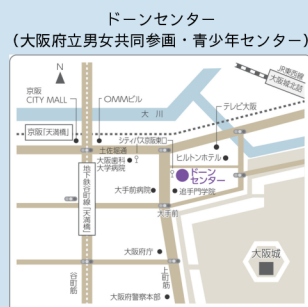 ドーンセンター
(大阪府立男女共同参画・青少年センター)
N
JR東西線
大阪城北詰
京阪
CITY MALL
OMMビル
テレビ大阪
大 川
京阪「天満橋」
シティバス京阪東口
土佐堀通
ヒルトンホテル
大阪歯科
大学病院
ドーン
センター
地下鉄谷町線「天満橋」
大手前病院
追手門学院
大手前
大阪府庁
大阪城
谷町筋
上町筋
大阪府警察本部